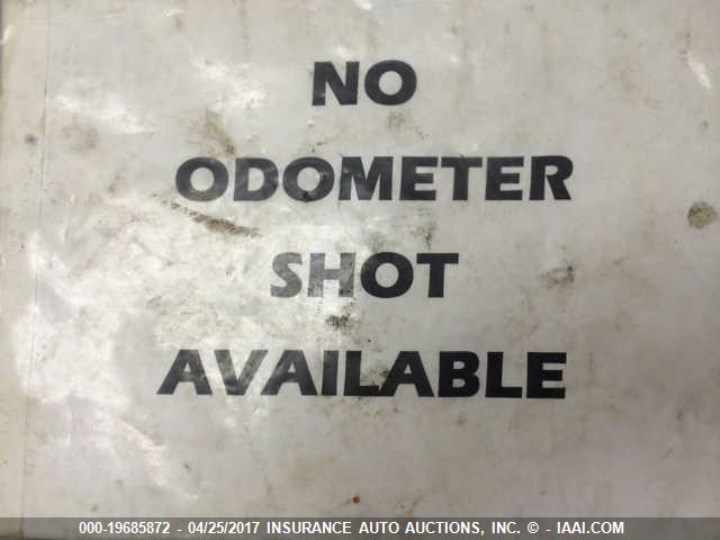 NO
ODOMETER
SHOT
AVAILABLE
000-19685872 - 04/25/2017 INSURANCE AUTO AUCTIONS, INC. © - IAAI.COM